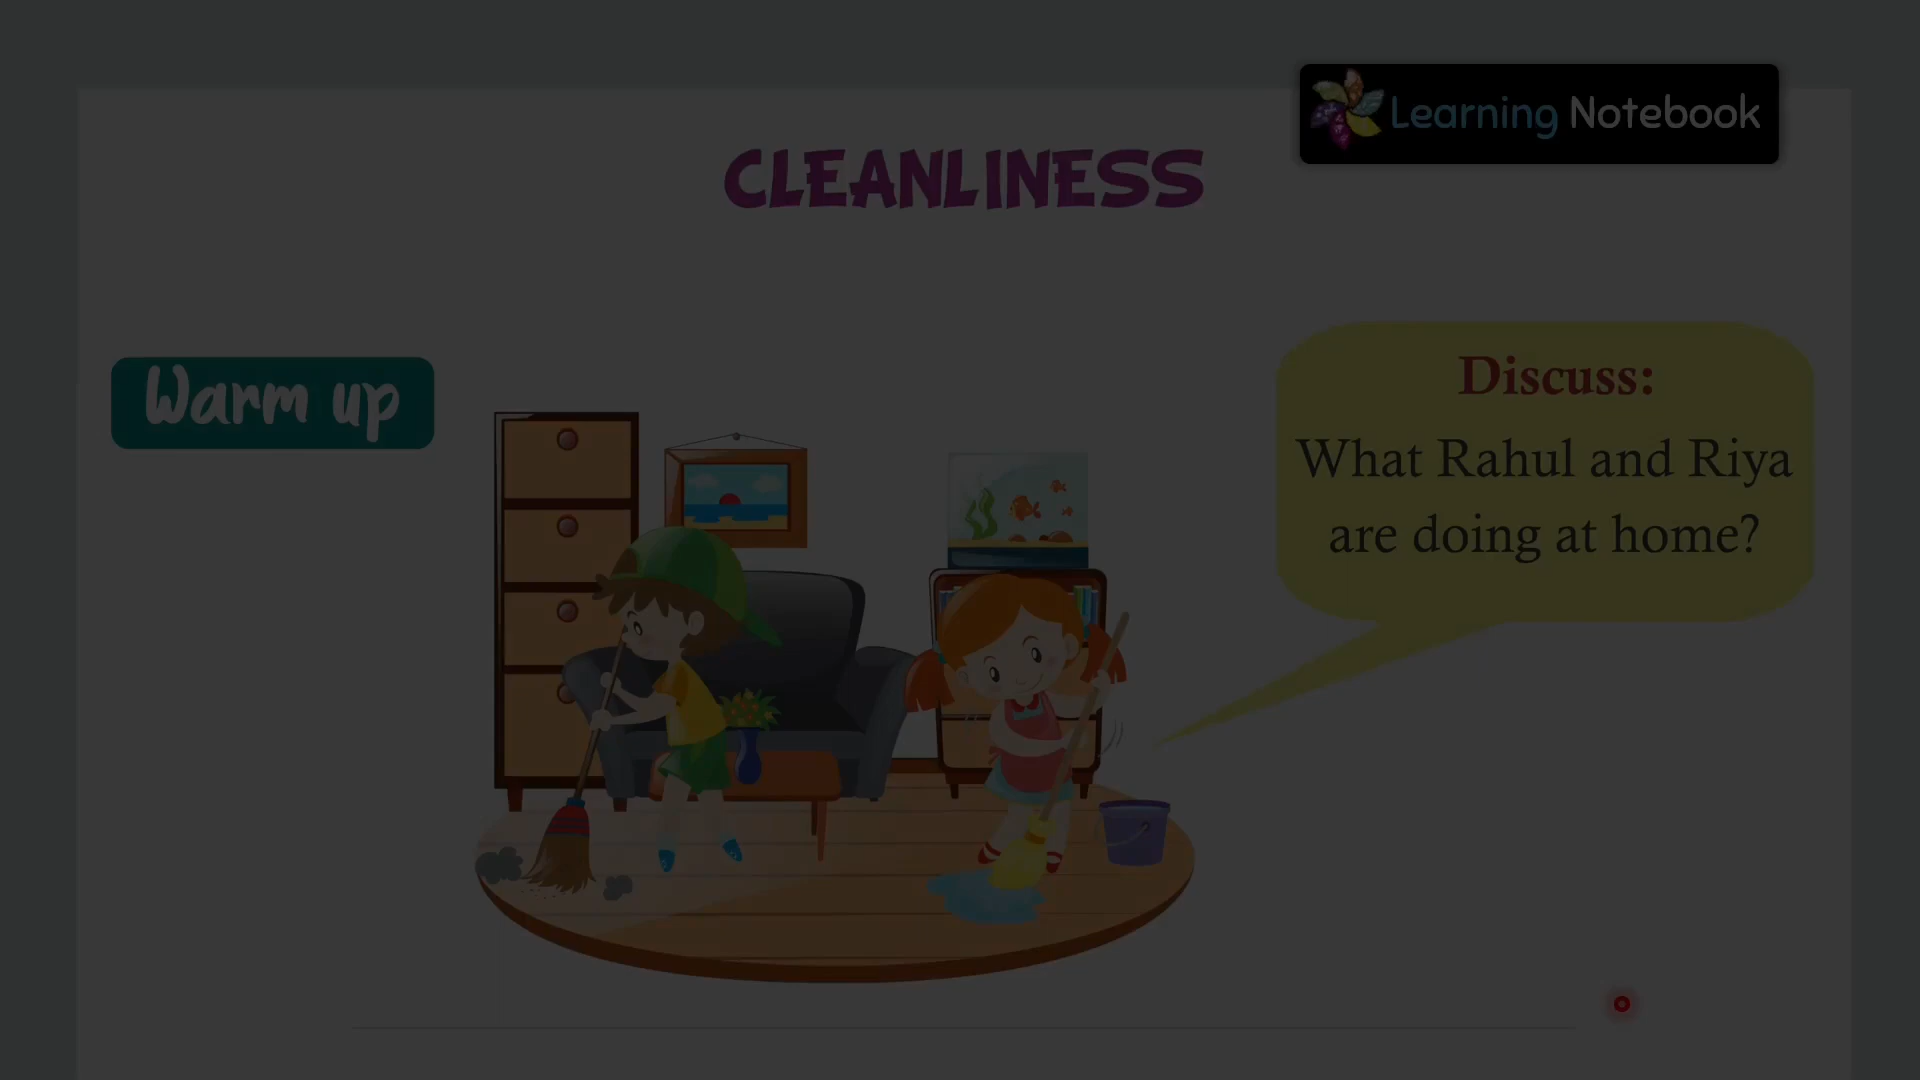 Learning Notebook
CLEANLINESS
Warm up
Discuss:
What Rahul and Riya
are doing at home?